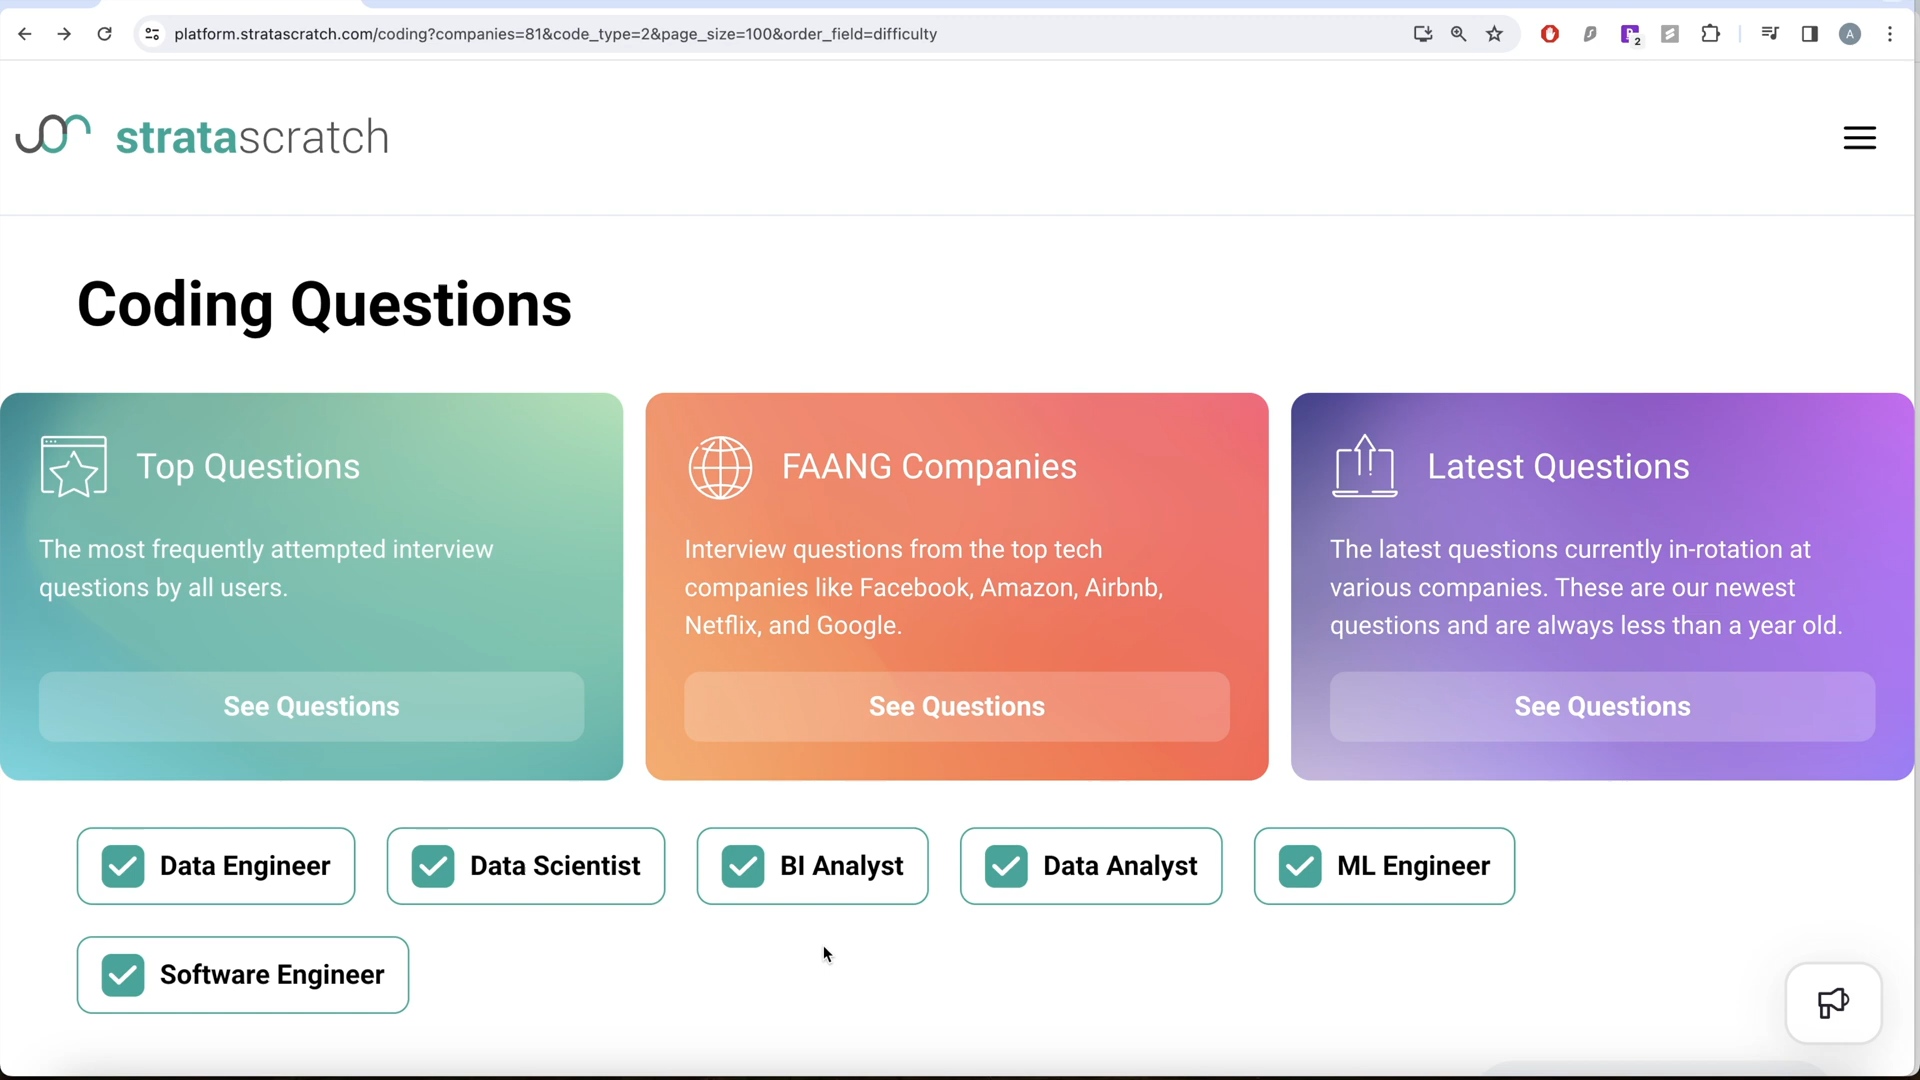 platform.stratascratch.com/coding?companies=81&code_type=2&page_size=100&order_field=difficulty
2
A
stratascratch
Coding Questions
Top Questions
The most frequently attempted interview
questions by all users.
See Questions
FAANG Companies
Interview questions from the top tech
companies like Facebook, Amazon, Airbnb,
Netflix, and Google.
See Questions
Latest Questions
The latest questions currently in-rotation at
various companies. These are our newest
questions and are always less than a year old.
See Questions
Data Engineer
Data Scientist
BI Analyst
Data Analyst
ML Engineer
Software Engineer